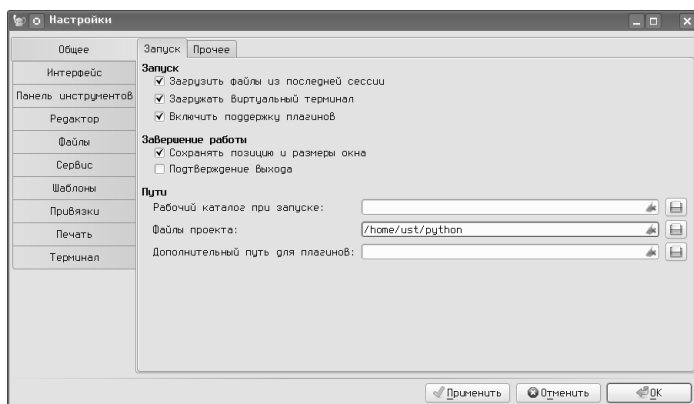 Настройки
Общее
Интерфейс
Панель инструментов
Редактор
Файлы
Сервис
Шаблоны
Привязки
Печать
Терминал
Запуск Прочее
Запуск
Загрузить файлы из последней сессии
Загружать виртуальный терминал
Включить поддержку плагинов
Завершение работы
Сохранять позицию и размеры окна
Подтверждение выхода
Пути
Рабочий каталог при запуске:
Файлы проекта: /home/ust/python
Дополнительный путь для плагинов:
Применить Отменить OK